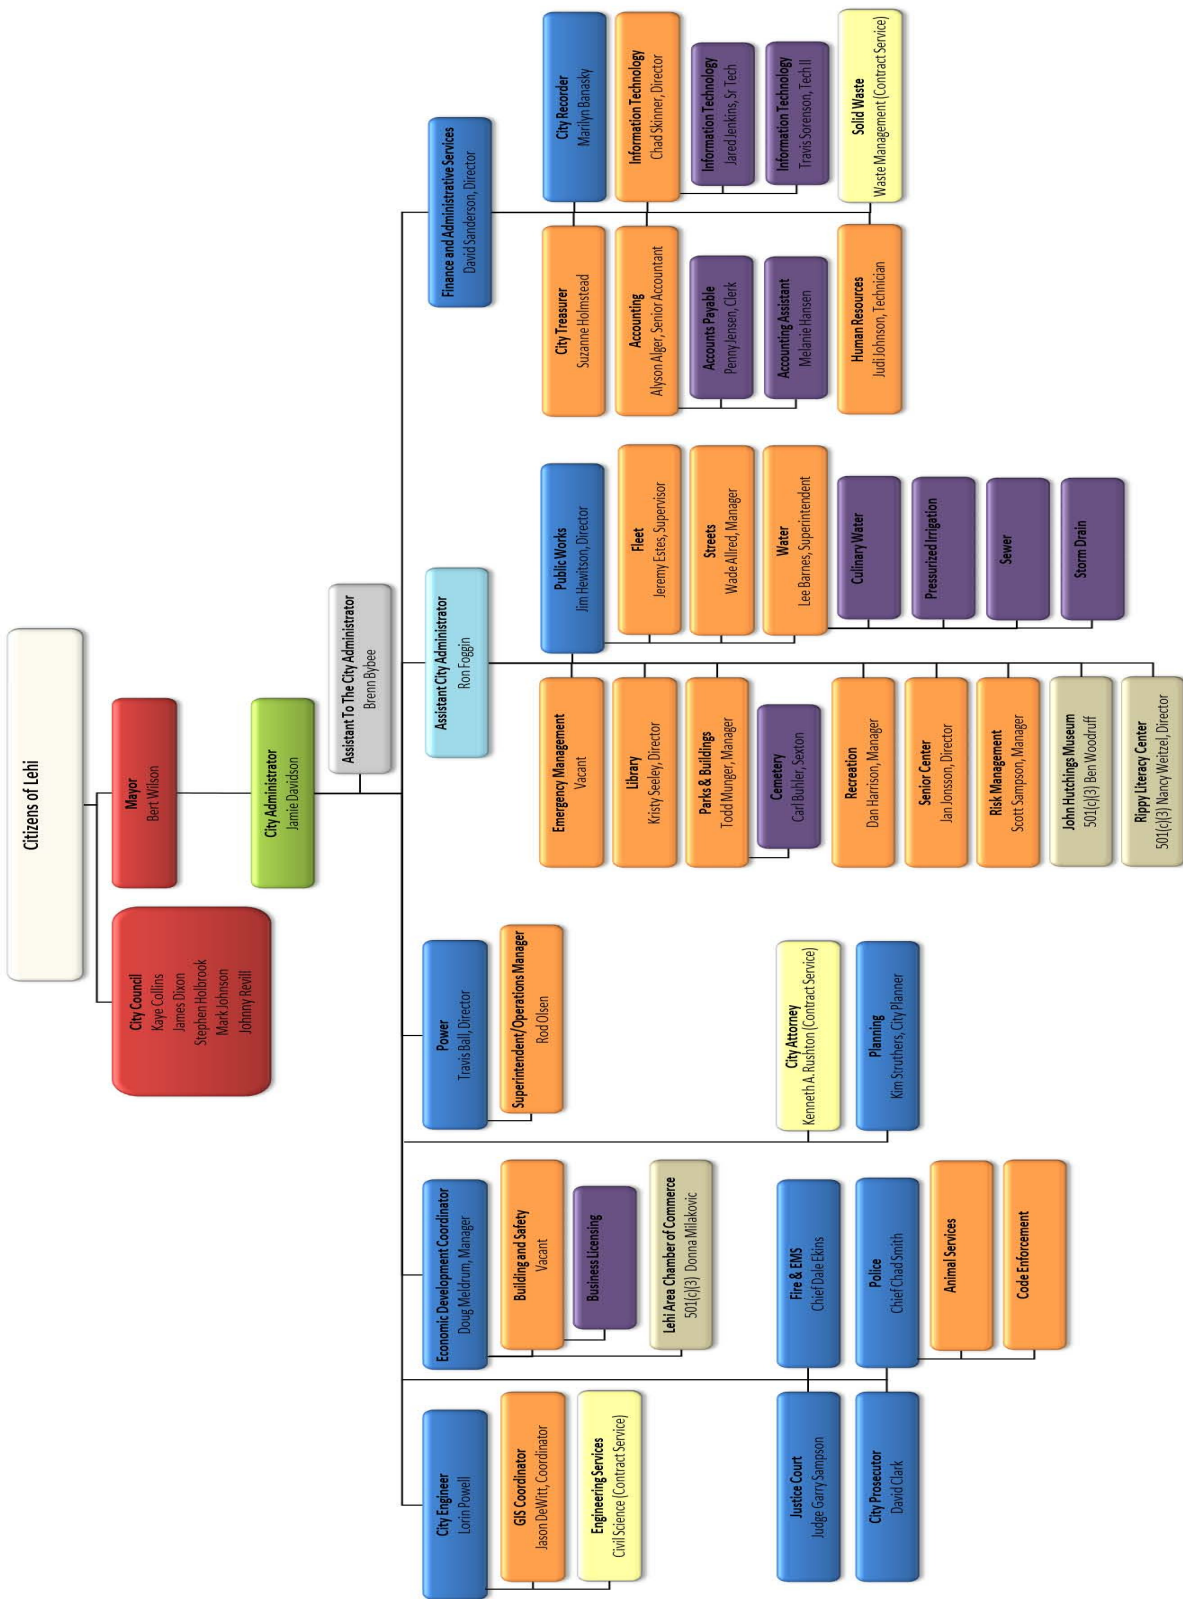 Citizens of Lehi
City Council
Kaye Collins
James Dixon
Stephen Holbrook
Mark Johnson
Johnny Revill
Mayor
Bert Wilson
City Administrator
Jamie Davidson
Assistant To The City Administrator
Brenn Bybee
City Engineer
Lorin Powell
GIS Coordinator
Jason DeWitt, Coordinator
Engineering Services
Civil Science (Contract Service)
Justice Court
Judge Garry Sampson
City Prosecutor
David Clark
Economic Development Coordinator
Doug Meldrum, Manager
Building and Safety
Vacant
Business Licensing
Lehi Area Chamber of Commerce
501(c)(3) Donna Milakovic
Fire & EMS
Chief Dale Ekins
Police
Chief Chad Smith
Animal Services
Code Enforcement
Power
Travis Ball, Director
Superintendent/Operations Manager
Rod Olsen
City Attorney
Kenneth A. Rushton (Contract Service)
Planning
Kim Struthers, City Planner
Assistant City Administrator
Ron Foggin
Emergency Management
Vacant
Library
Kristy Seeley, Director
Parks & Buildings
Todd Munger, Manager
Cemetery
Carl Buhler, Sexton
Recreation
Dan Harrison, Manager
Senior Center
Jan Jonsson, Director
Risk Management
Scott Sampson, Manager
John Hutchings Museum
501(c)(3) Ben Woodruff
Rippy Literacy Center
501(c)(3) Nancy Weitzel, Director
Public Works
Jim Hewitson, Director
Fleet
Jeremy Estes, Supervisor
Streets
Wade Allred, Manager
Water
Lee Barnes, Superintendent
Culinary Water
Pressurized Irrigation
Sewer
Storm Drain
Finance and Administrative Services
David Sanderson, Director
City Treasurer
Suzanne Holmstead
Accounting
Alyson Alger, Senior Accountant
Accounts Payable
Penny Jensen, Clerk
Accounting Assistant
Melanie Hansen
Human Resources
Judi Johnson, Technician
City Recorder
Marilyn Banasky
Information Technology
Chad Skinner, Director
Information Technology
Jared Jenkins, Sr Tech
Information Technology
Travis Sorenson, Tech II
Solid Waste
Waste Management (Contract Service)